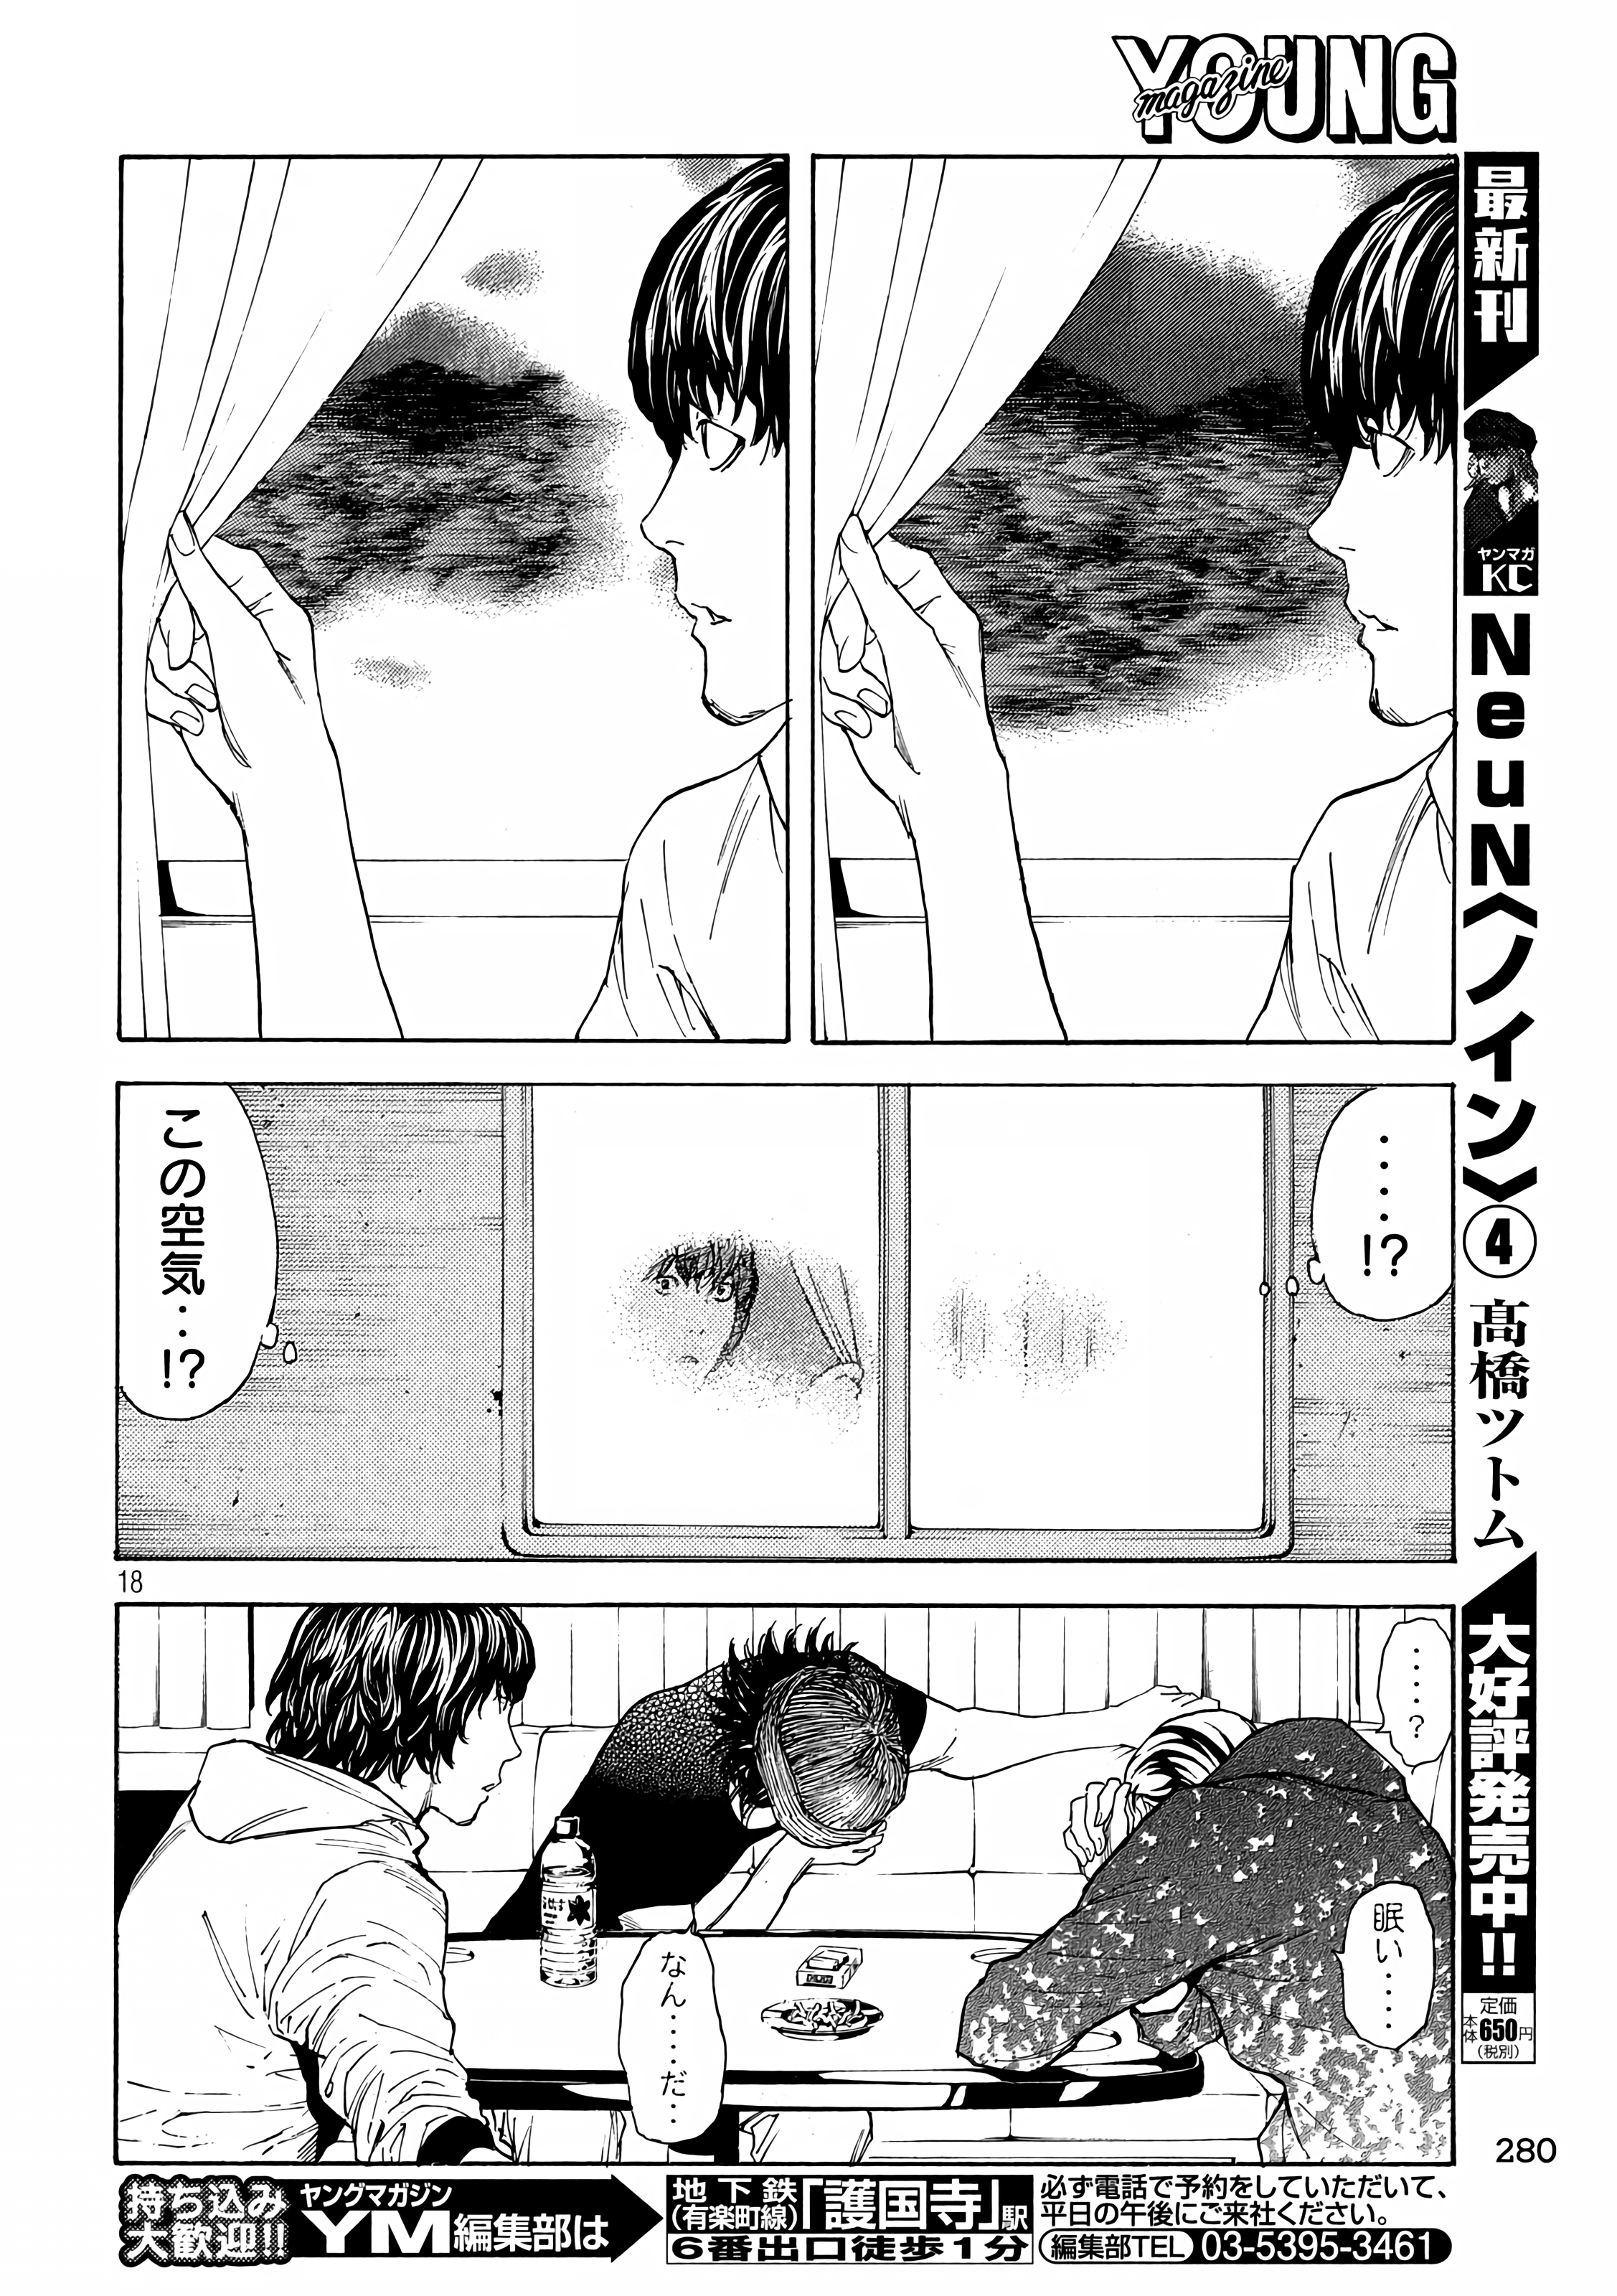 YOUNG
magazine
最新刊
ヤンマガ
KC
NeuN〈ノイン〉④
髙橋ツトム
大好評発売中!!
定価
本体650円
(税別)
‥‥!?
この空気‥‥!?
18
‥‥‥?
眠い‥‥‥
なん‥‥‥だ‥‥
280
持ち込み
大歓迎!!
ヤングマガジン
YM編集部は
地下鉄
(有楽町線)
「護国寺」駅
6番出口徒歩1分
必ず電話で予約をしていただいて、
平日の午後にご来社ください。
編集部TEL 03-5395-3461